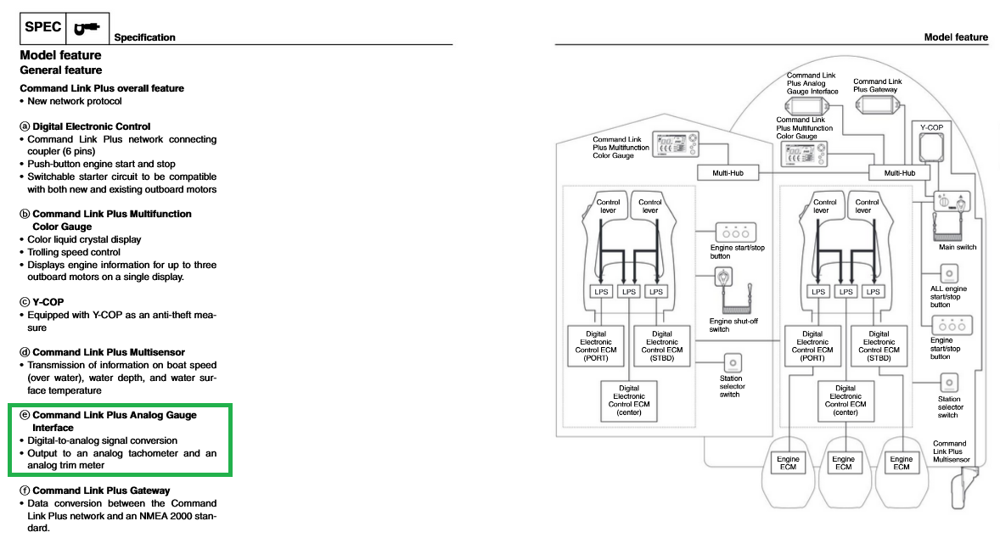 SPEC
Specification
Model feature
General feature
Command Link Plus overall feature
• New network protocol
ⓐ Digital Electronic Control
• Command Link Plus network connecting
coupler (6 pins)
• Push-button engine start and stop
• Switchable starter circuit to be compatible
with both new and existing outboard motors
ⓑ Command Link Plus Multifunction
Color Gauge
• Color liquid crystal display
• Trolling speed control
• Displays engine information for up to three
outboard motors on a single display.
ⓒ Y-COP
• Equipped with Y-COP as an anti-theft mea-
sure
ⓓ Command Link Plus Multisensor
• Transmission of information on boat speed
(over water), water depth, and water sur-
face temperature
ⓔ Command Link Plus Analog Gauge
Interface
• Digital-to-analog signal conversion
• Output to an analog tachometer and an
analog trim meter
ⓕ Command Link Plus Gateway
• Data conversion between the Command
Link Plus network and an NMEA 2000 stan-
dard.
Model feature
Command Link
Plus Analog
Gauge Interface
Command Link
Plus Gateway
Command Link
Plus Multifunction
Color Gauge
Y-COP
Command Link
Plus Multifunction
Color Gauge
Multi-Hub
Multi-Hub
Control
lever
Control
lever
Control
lever
Control
lever
Engine start/stop
button
Main switch
LPS
LPS
LPS
LPS
LPS
LPS
ALL engine
start/stop
button
Engine shut-off
switch
Digital
Electronic
Control ECM
(PORT)
Digital
Electronic
Control ECM
(STBD)
Digital
Electronic
Control ECM
(PORT)
Digital
Electronic
Control ECM
(STBD)
Engine
start/stop
button
Station
selector
switch
Digital
Electronic
Control ECM
(center)
Digital
Electronic
Control ECM
(center)
Station
selector
switch
Engine
ECM
Engine
ECM
Engine
ECM
Command
Link Plus
Multisensor